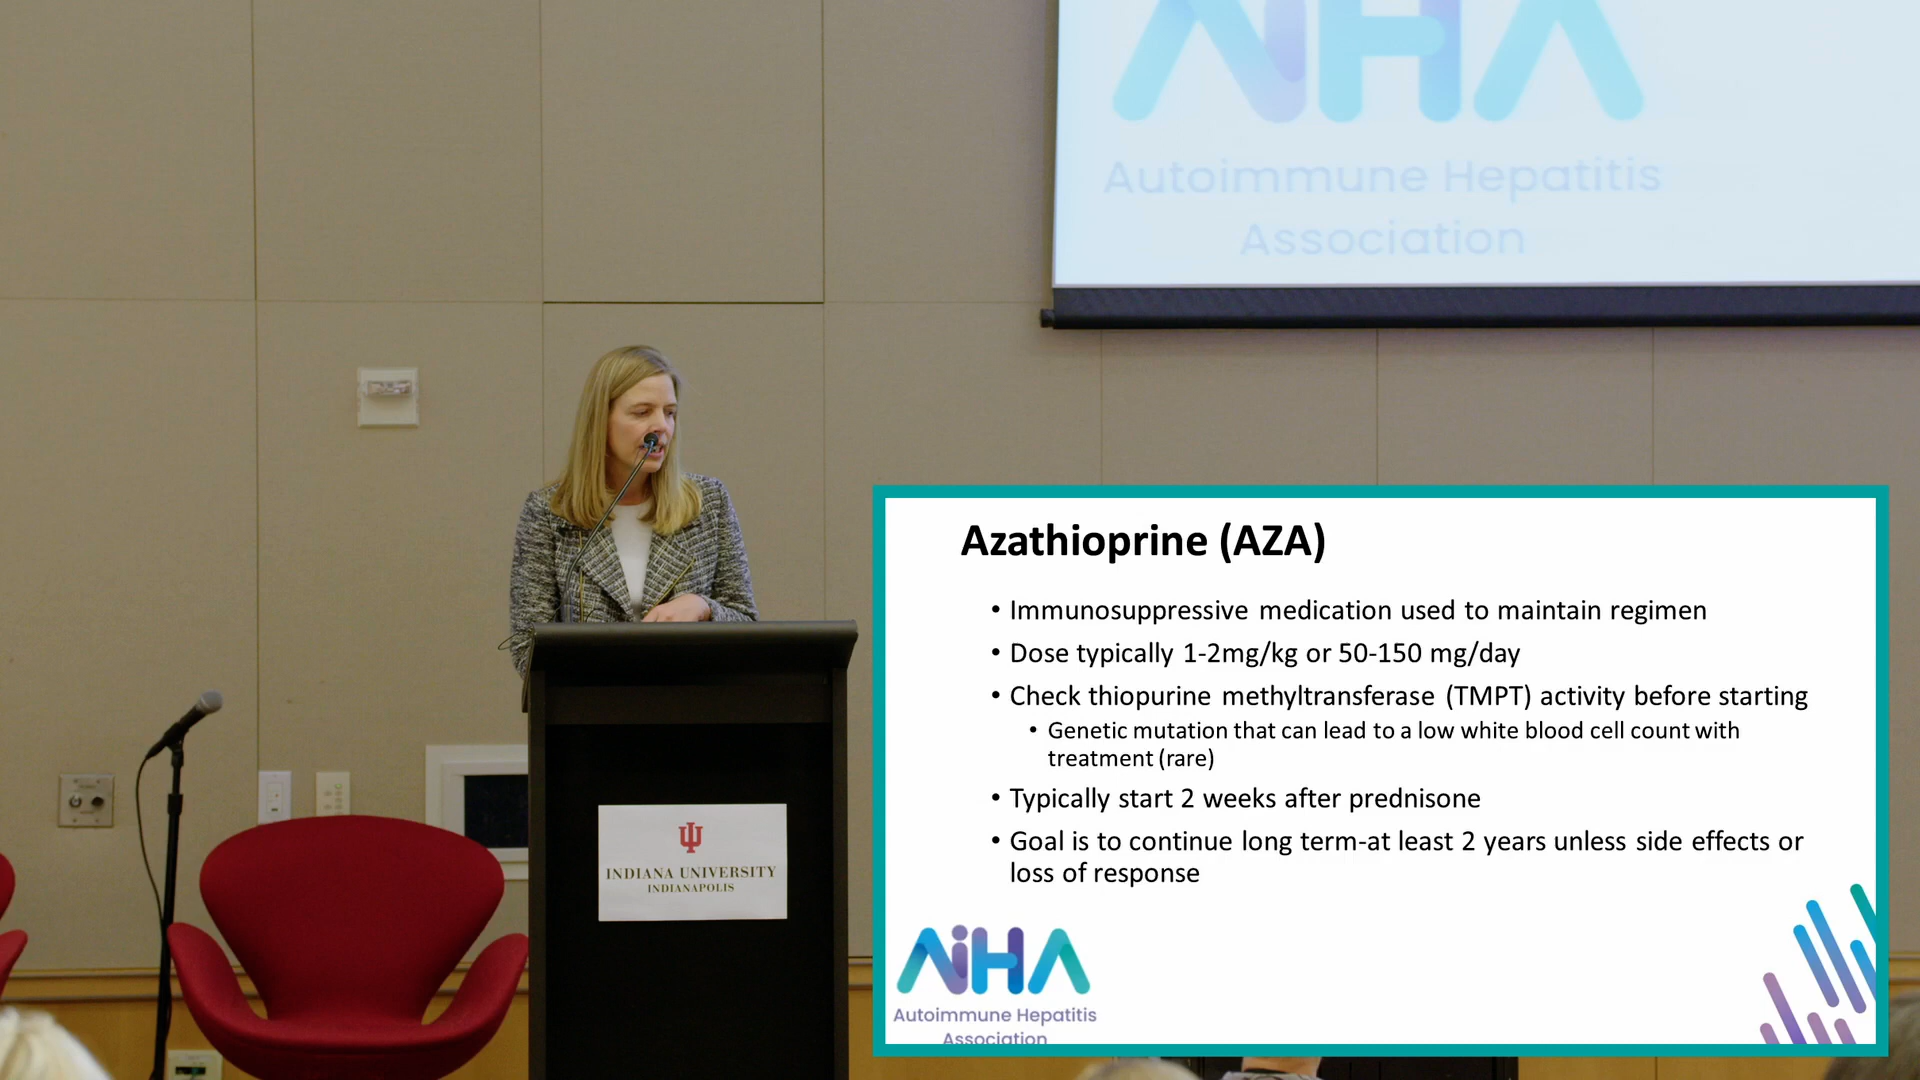 AiHA
Autoimmune Hepatitis
Association
Azathioprine (AZA)
• Immunosuppressive medication used to maintain regimen
• Dose typically 1-2mg/kg or 50-150 mg/day
• Check thiopurine methyltransferase (TMPT) activity before starting
• Genetic mutation that can lead to a low white blood cell count with
treatment (rare)
• Typically start 2 weeks after prednisone
• Goal is to continue long term-at least 2 years unless side effects or
loss of response
AiHA
Autoimmune Hepatitis
Association
INDIANA UNIVERSITY
INDIANAPOLIS